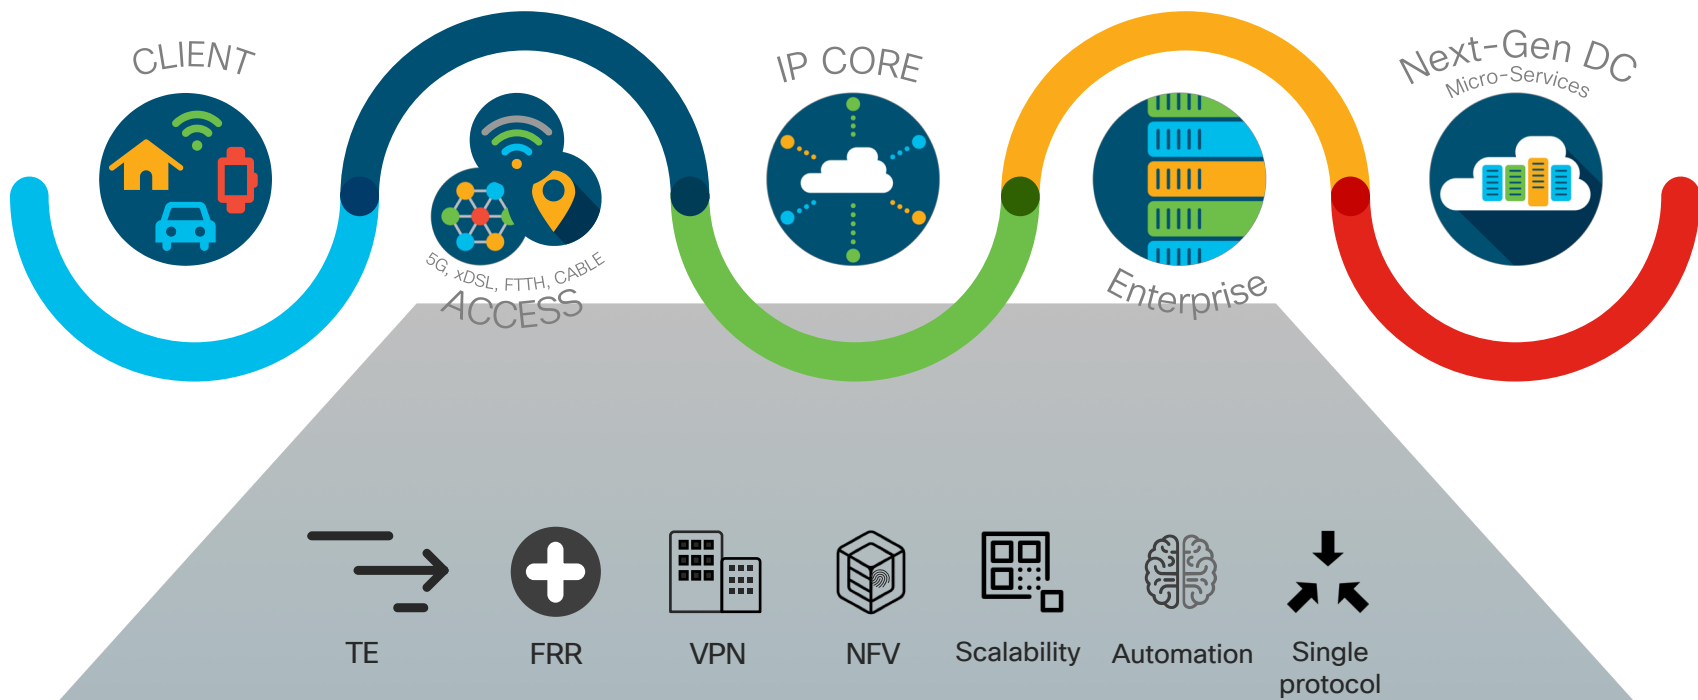 CLIENT
5G, xDSL, FTTH, CABLE
ACCESS
IP CORE
Enterprise
Next-Gen DC
Micro-Services
TE
FRR
VPN
NFV
Scalability
Automation
Single
protocol